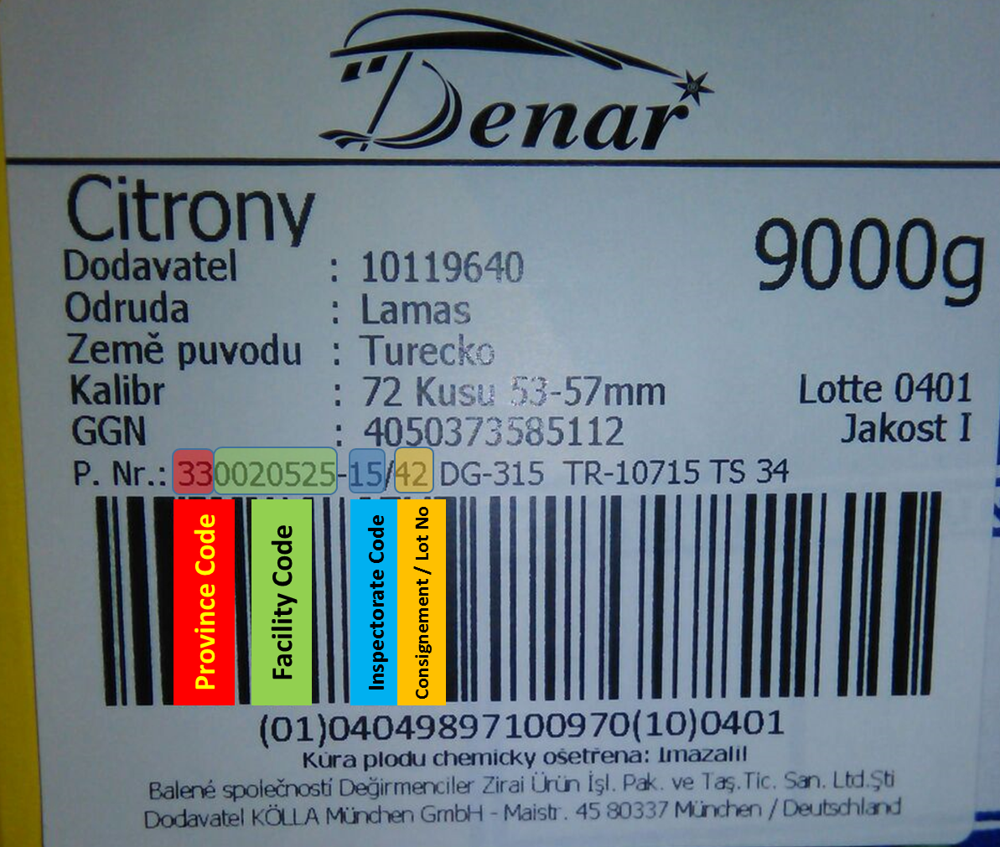 Denar
Citrony
9000g
Dodavatel : 10119640
Odruda : Lamas
Země puvodu : Turecko
Kalibr : 72 Kusu 53-57mm Lotte 0401
GGN : 4050373585112 Jakost I
P. Nr.: 330020525-15/42 DG-315 TR-10715 TS 34
Province Code
Facility Code
Inspectorate Code
Consignement / Lot No
(01)04049897100970(10)0401
Kůra plodu chemicky ošetřena: Imazalil
Balené společností Değirmenciler Zirai Ürün İşl. Pak. ve Taş.Tic. San. Ltd.Şti
Dodavatel KÖLLA München GmbH - Maistr. 45 80337 München / Deutschland